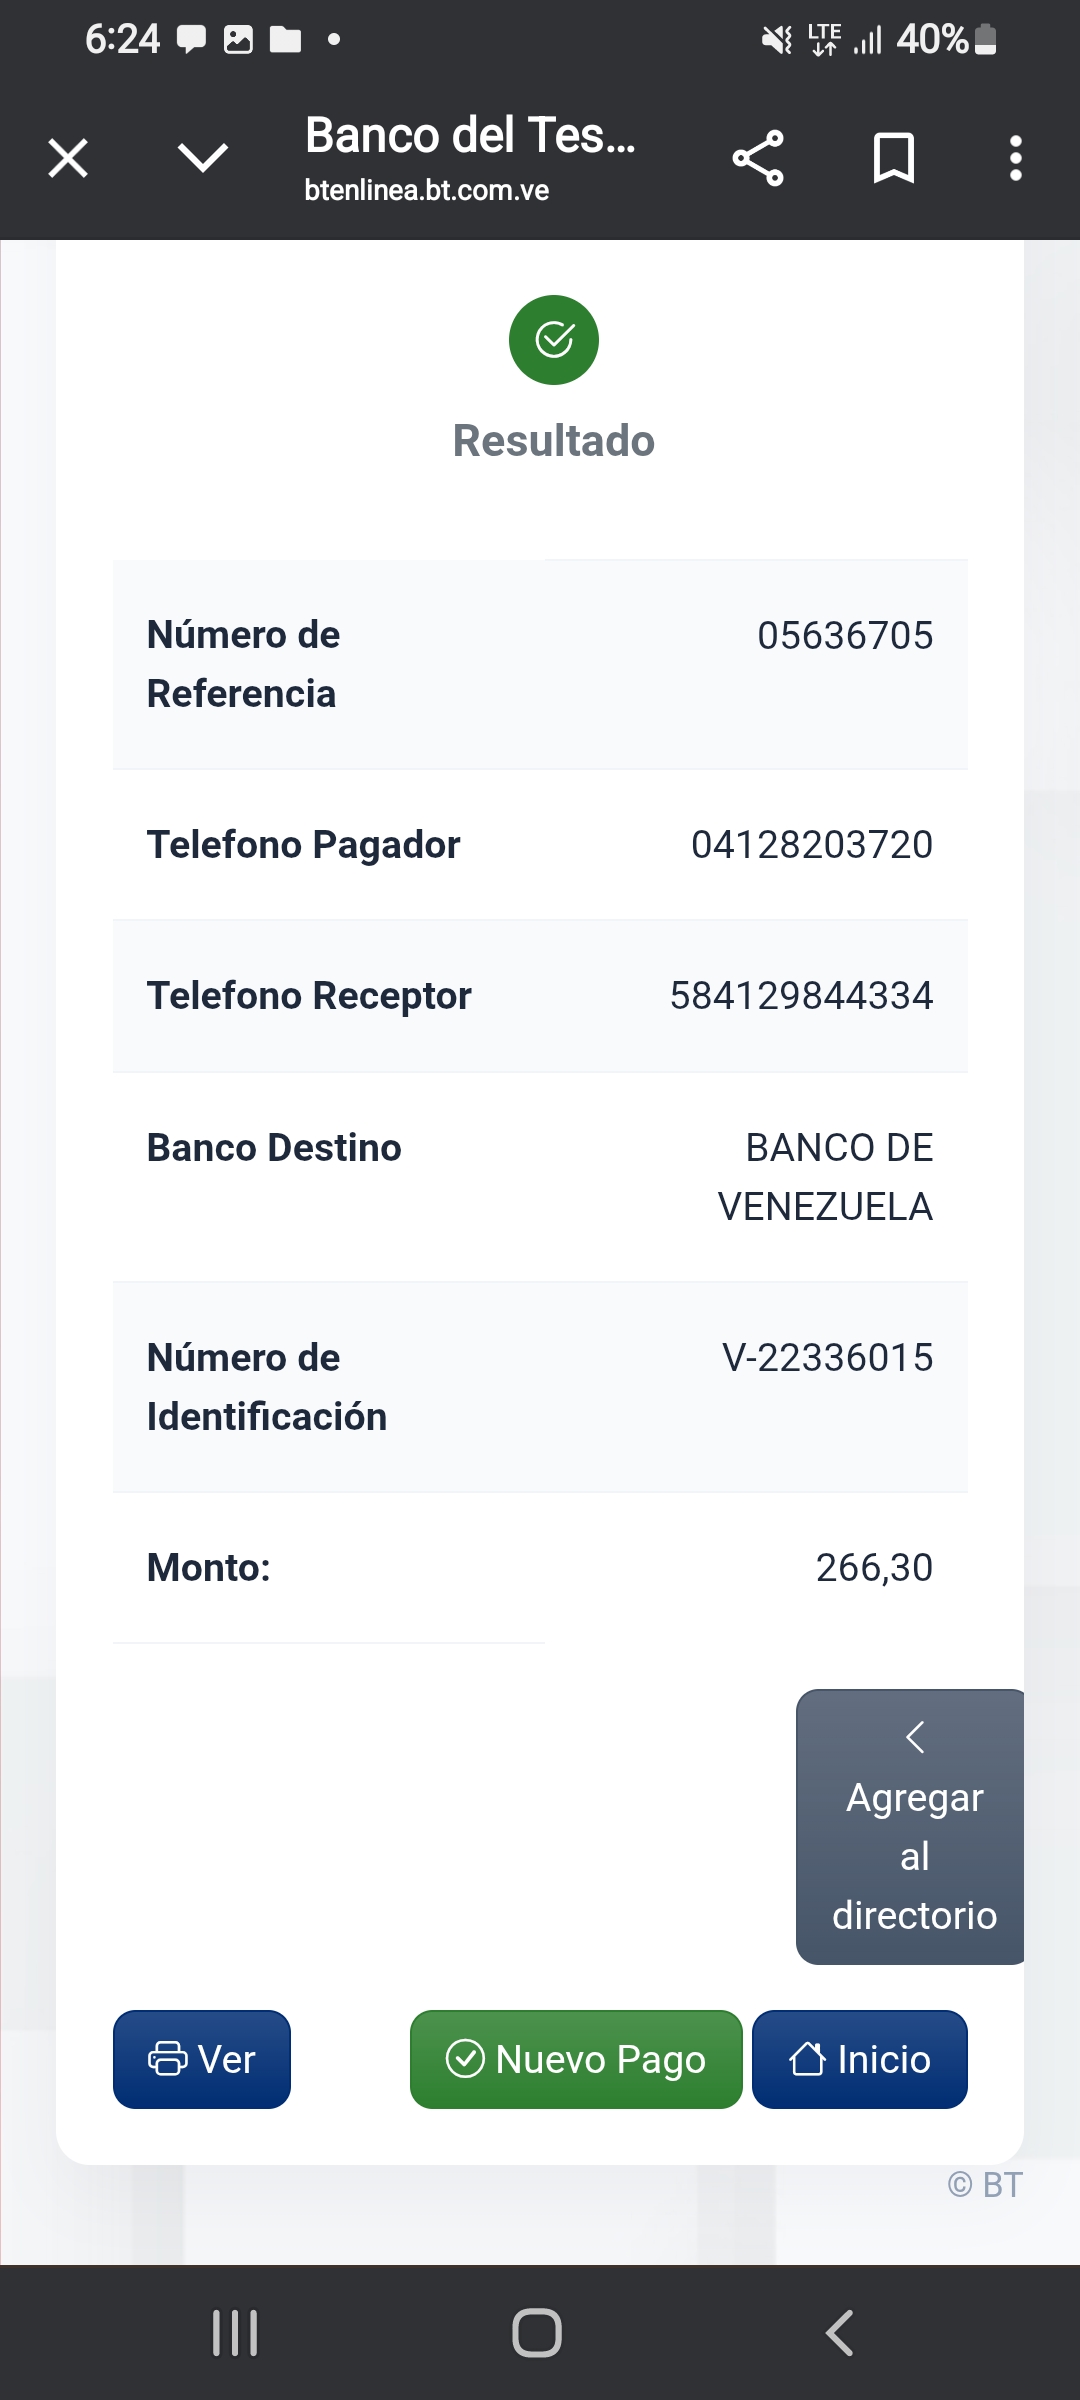 6:24
LTE
40%
Banco del Tes...
btenlinea.bt.com.ve
Resultado
Número de
Referencia
05636705
Telefono Pagador
04128203720
Telefono Receptor
584129844334
Banco Destino
BANCO DE
VENEZUELA
Número de
Identificación
V-22336015
Monto:
266,30
Agregar
al
directorio
Ver
Nuevo Pago
Inicio
© BT